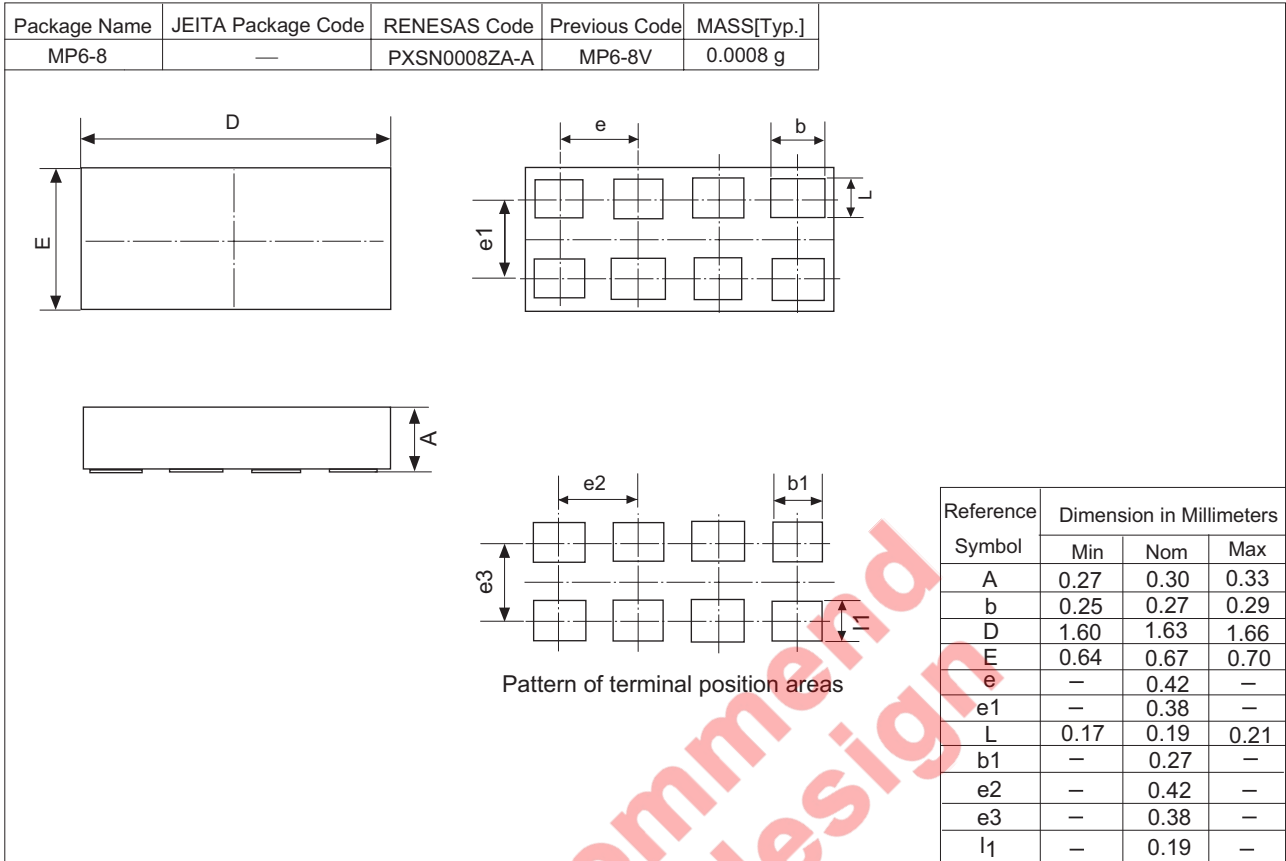 Package Name JEITA Package Code RENESAS Code Previous Code MASS[Typ.]
MP6-8 — PXSN0008ZA-A MP6-8V 0.0008 g
D
E
e
b
L
e1
A
e2
b1
e3
l1
Pattern of terminal position areas
Reference Symbol Dimension in Millimeters
Min Nom Max
A 0.27 0.30 0.33
b 0.25 0.27 0.29
D 1.60 1.63 1.66
E 0.64 0.67 0.70
e – 0.42 –
e1 – 0.38 –
L 0.17 0.19 0.21
b1 – 0.27 –
e2 – 0.42 –
e3 – 0.38 –
l1 – 0.19 –
design